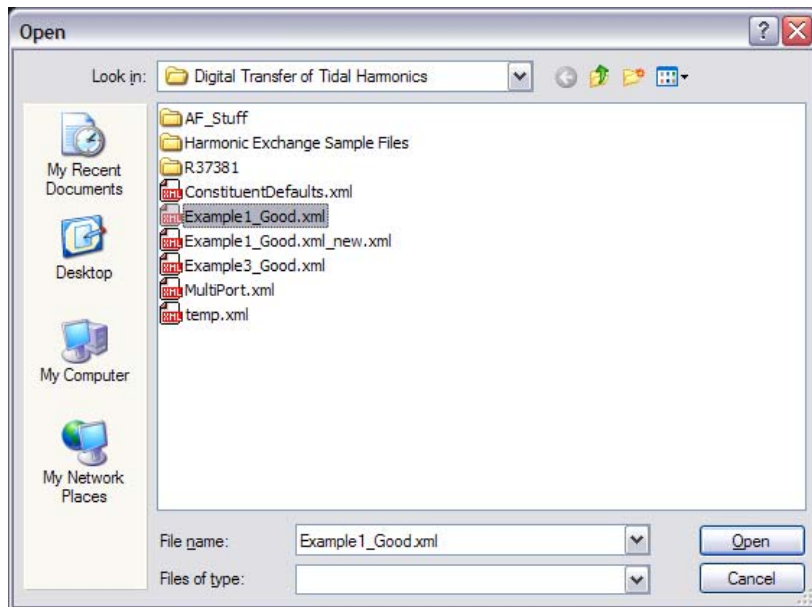 Open
Look in:
Digital Transfer of Tidal Harmonics
My Recent
Documents
Desktop
My Computer
My Network
Places
AF_Stuff
Harmonic Exchange Sample Files
R37381
ConstituentDefaults.xml
Example1_Good.xml
Example1_Good.xml_new.xml
Example3_Good.xml
MultiPort.xml
temp.xml
File name:
Example1_Good.xml
Open
Files of type:
Cancel